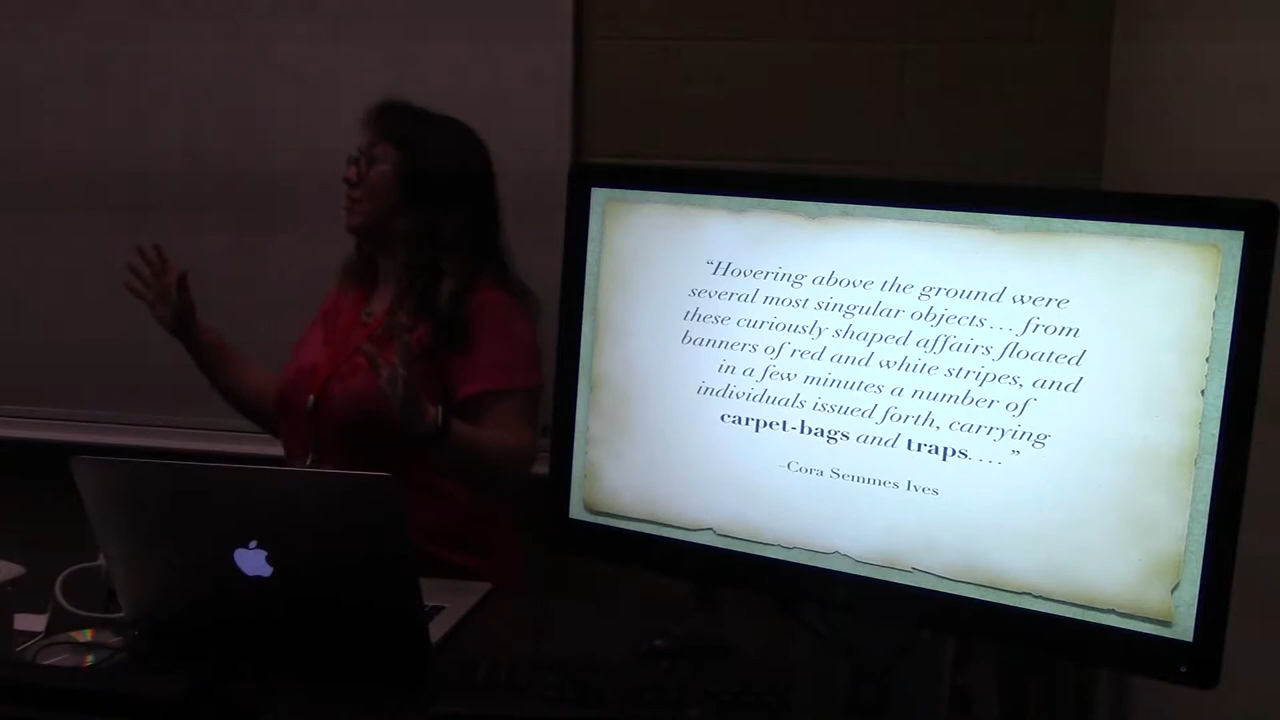 “Hovering above the ground were
several most singular objects… from
these curiously shaped affairs floated
banners of red and white stripes, and
in a few minutes a number of
individuals issued forth, carrying
carpet-bags and traps.…”
–Cora Semmes Ives